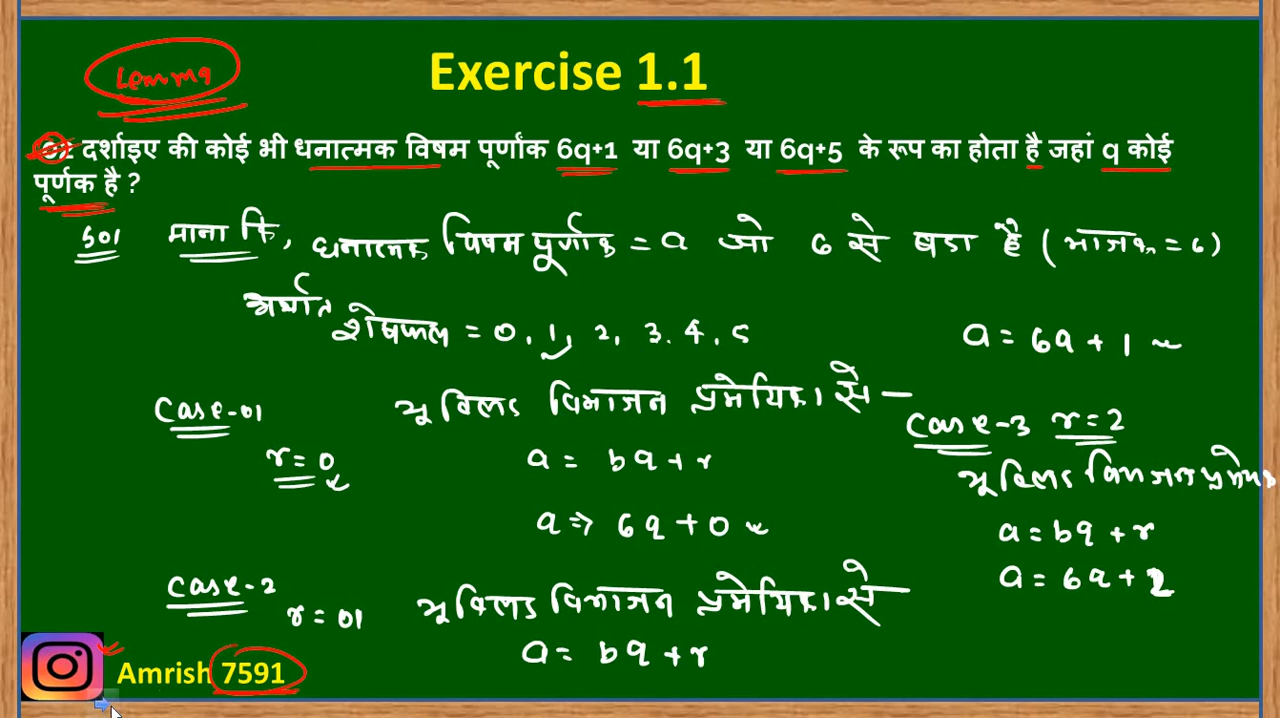 Lemma
Exercise 1.1
दर्शाइए की कोई भी धनात्मक विषम पूर्णांक 6q+1 या 6q+3 या 6q+5 के रूप का होता है जहां q कोई
पूर्णक है ?
Sol माना कि, धनात्मक विषम पूर्णांक = a जो 6 से बडा है (भाजक = 6)
अर्थात शेषफल = 0, 1, 2, 3. 4, 5
a = 6q + 1
Case-01 यूक्लिड विभाजन प्रमेयिका से –
r = 0
a = bq + r
a => 6q + 0
Case-2 यूक्लिड विभाजन प्रमेयिका से
r = 01
a = bq + r
Case-3 r = 2
यूक्लिड विभाजन
a = bq + r
a = 6q + 2
Amrish 7591